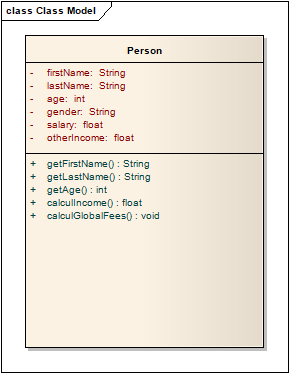 class Class Model
Person
- firstName: String
- lastName: String
- age: int
- gender: String
- salary: float
- otherIncome: float
+ getFirstName() : String
+ getLastName() : String
+ getAge() : int
+ calculIncome() : float
+ calculGlobalFees() : void